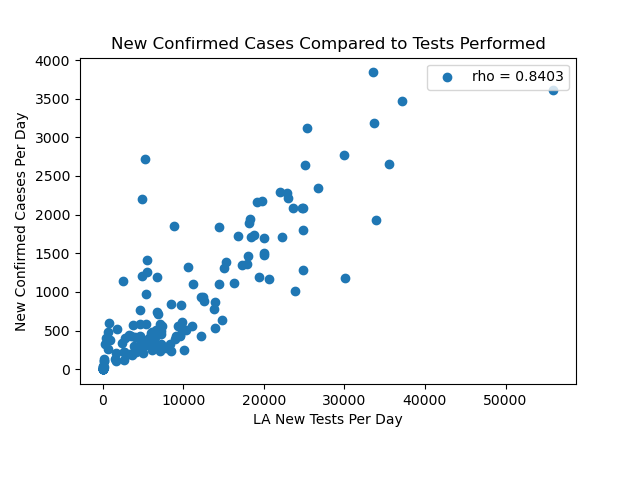 New Confirmed Cases Compared to Tests Performed
rho = 0.8403
4000
3500
3000
2500
2000
1500
1000
500
0
New Confirmed Caeses Per Day
0 10000 20000 30000 40000 50000
LA New Tests Per Day